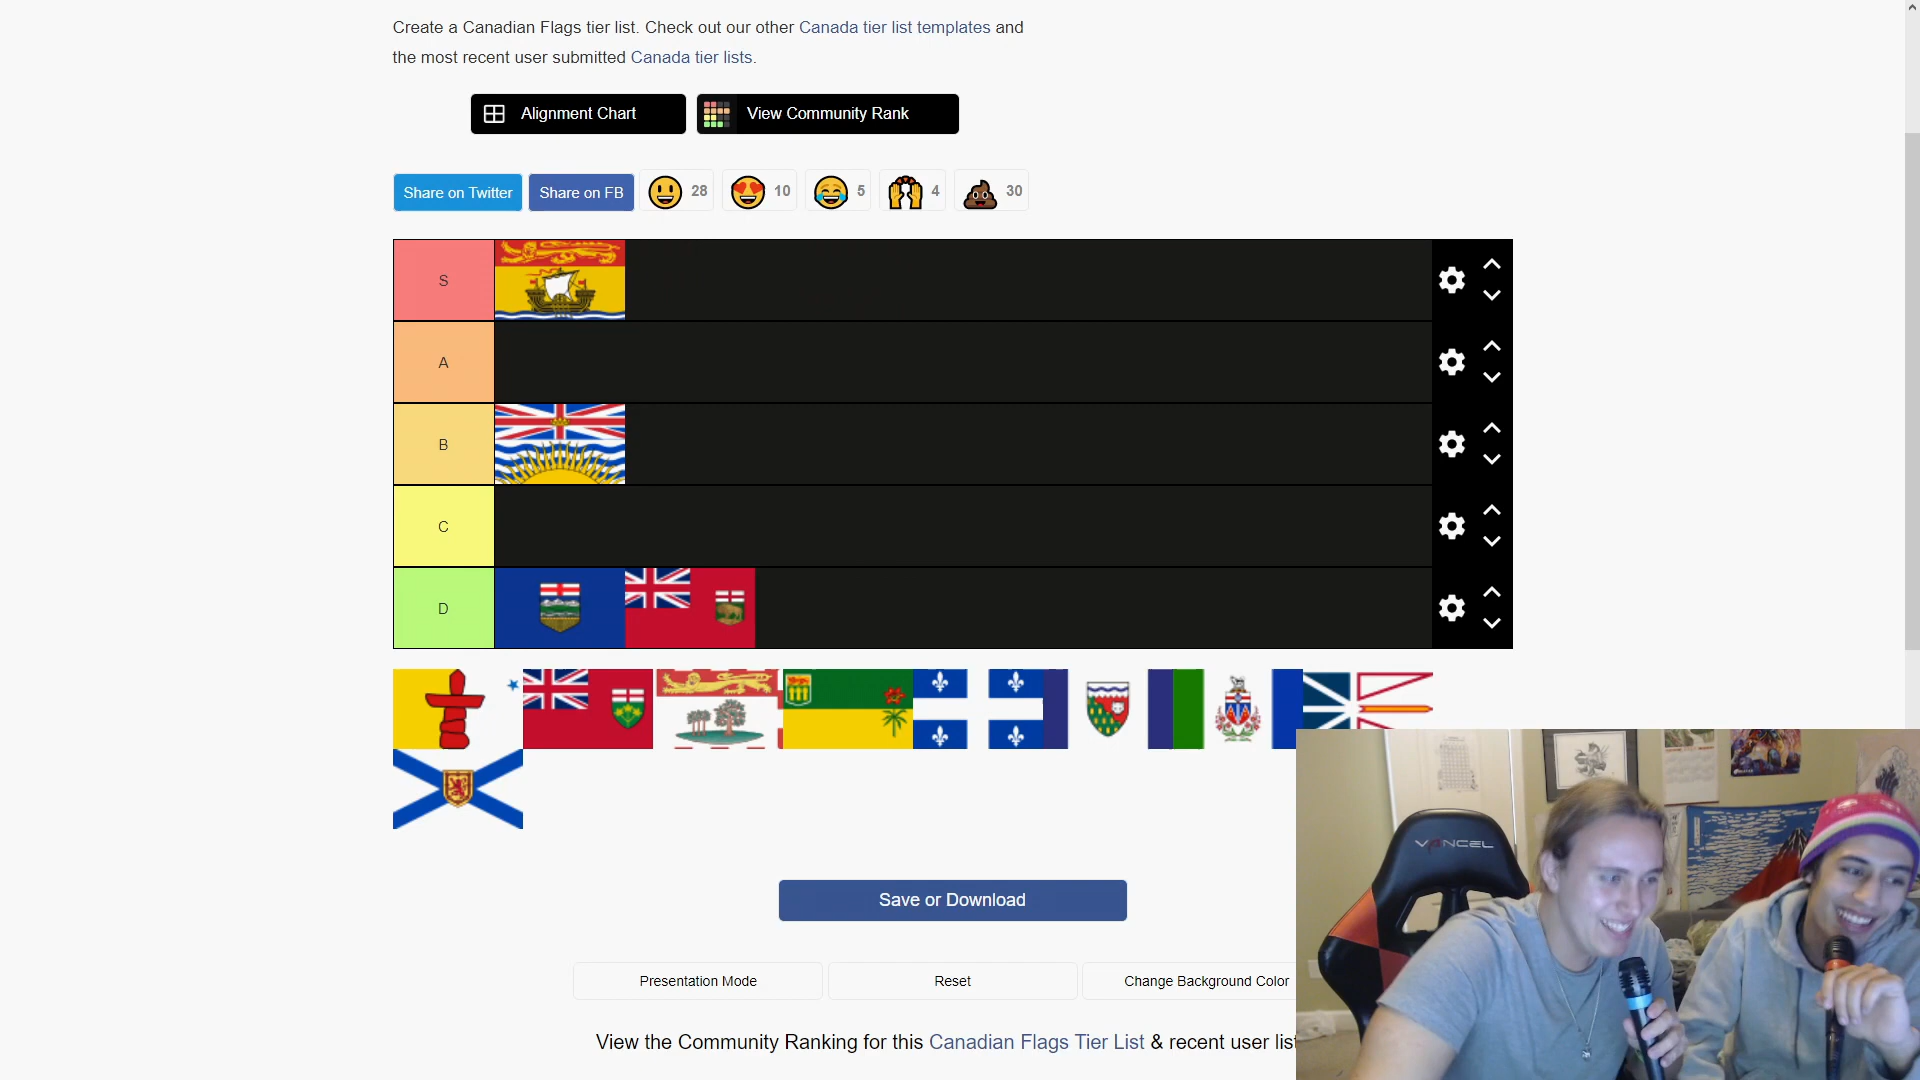 Create a Canadian Flags tier list. Check out our other Canada tier list templates and
the most recent user submitted Canada tier lists.
Alignment Chart
View Community Rank
Share on Twitter
Share on FB
28
10
5
4
30
S
A
B
C
D
Save or Download
Presentation Mode
Reset
Change Background Color
View the Community Ranking for this Canadian Flags Tier List & recent user list
VANCEL